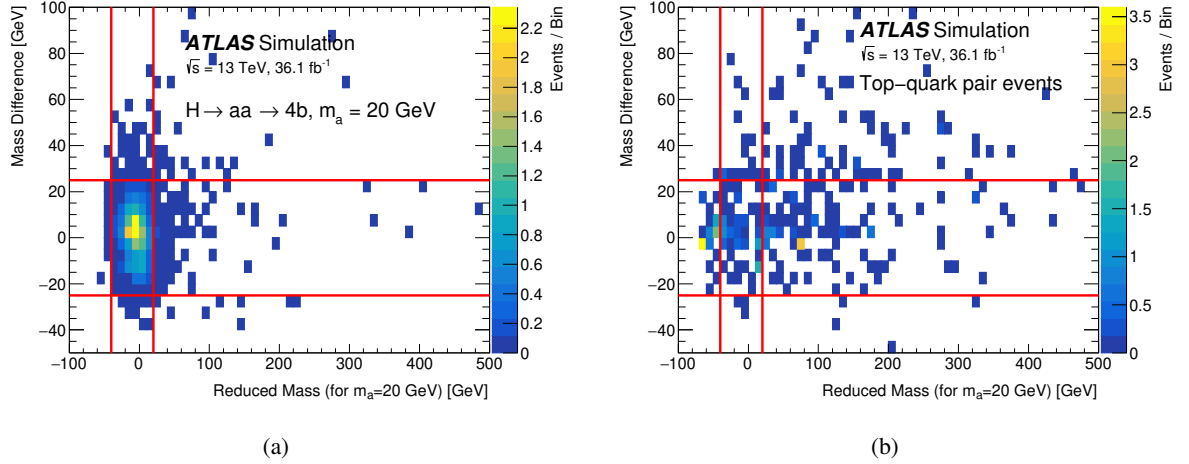 Mass Difference [GeV]
100
80
60
40
20
0
−20
−40
−100 0 100 200 300 400 500
Reduced Mass (for ma=20 GeV) [GeV]
ATLAS Simulation
√s = 13 TeV, 36.1 fb-1
H → aa → 4b, ma = 20 GeV
Events / Bin
2.2
2
1.8
1.6
1.4
1.2
1
0.8
0.6
0.4
0.2
0
(a)
Mass Difference [GeV]
100
80
60
40
20
0
−20
−40
−100 0 100 200 300 400 500
Reduced Mass (for ma=20 GeV) [GeV]
ATLAS Simulation
√s = 13 TeV, 36.1 fb-1
Top-quark pair events
Events / Bin
3.5
3
2.5
2
1.5
1
0.5
0
(b)